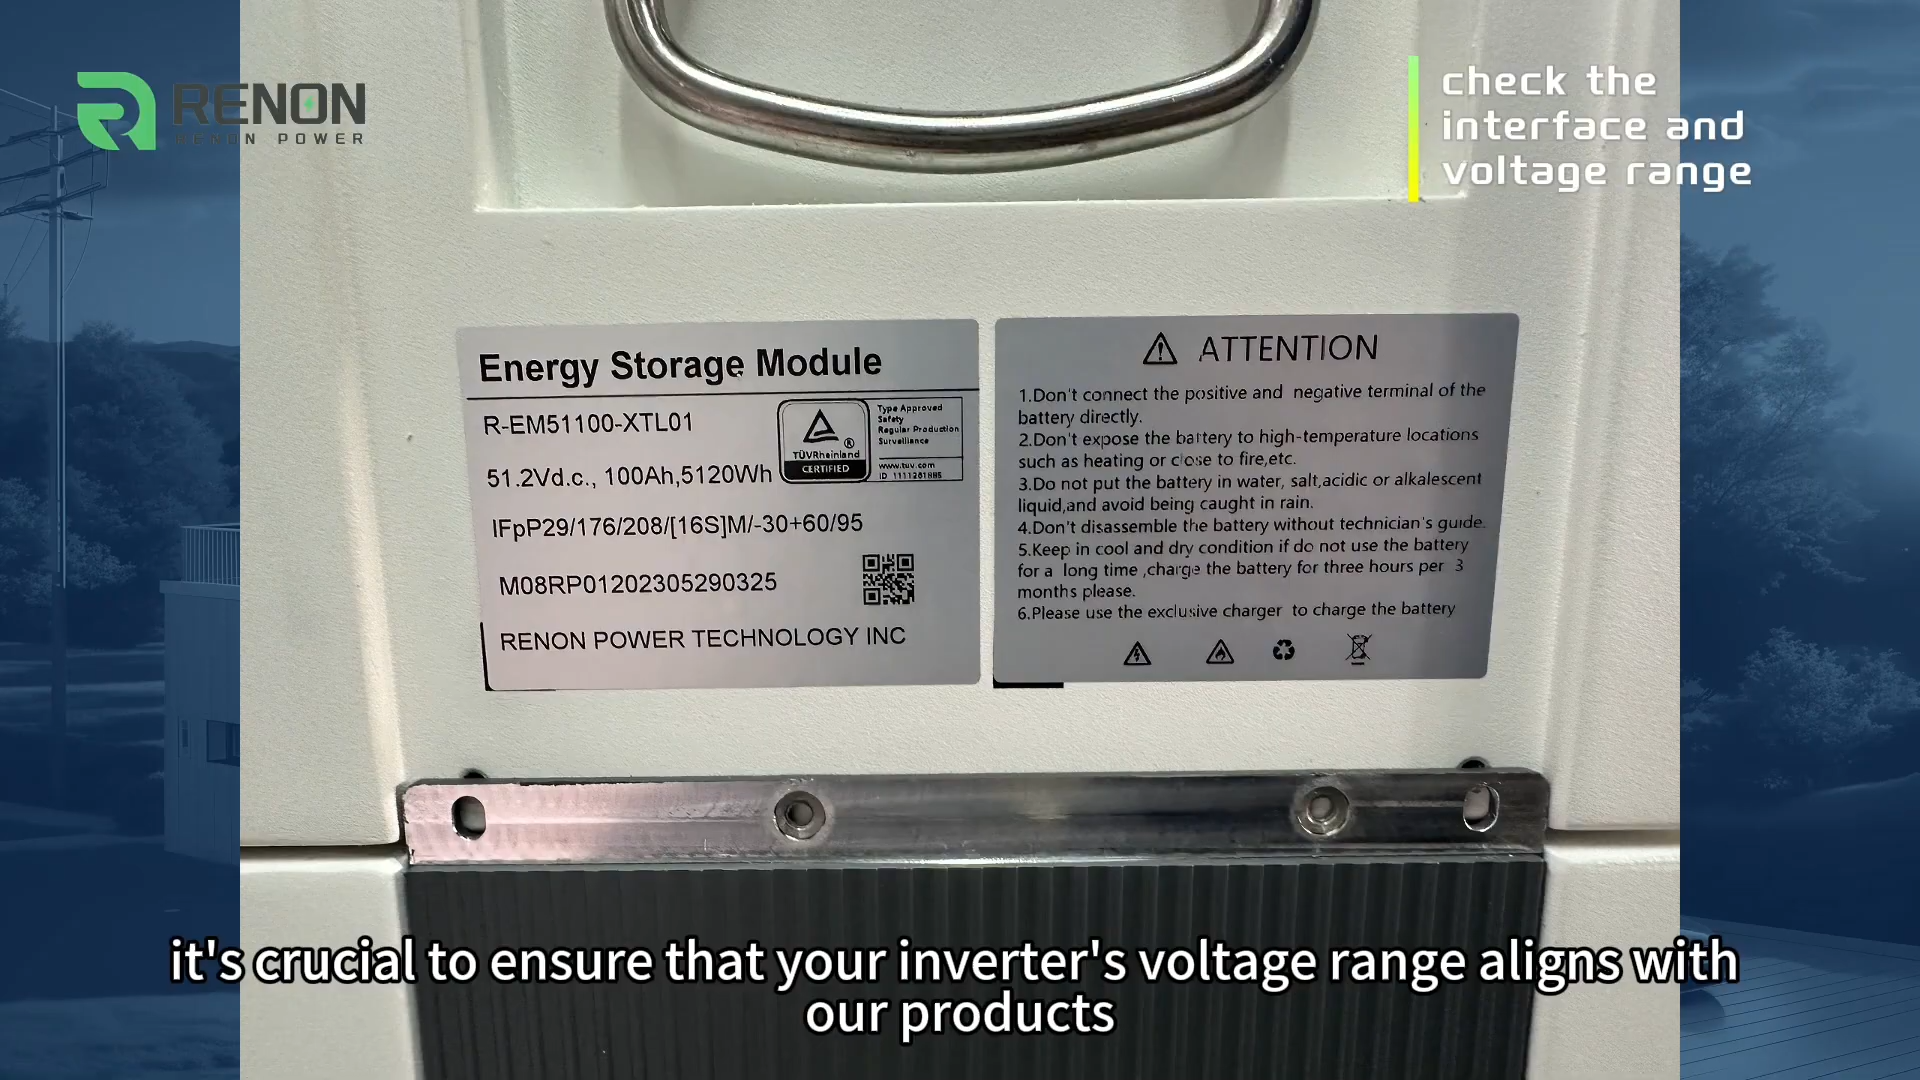 RENON
RENON POWER
check the
interface and
voltage range
Energy Storage Module
R-EM51100-XTL01
51.2Vd.c., 100Ah,5120Wh
IFpP29/176/208/[16S]M/-30+60/95
M08RP01202305290325
RENON POWER TECHNOLOGY INC
TÜVRheinland
CERTIFIED
Type Approved
Safety
Regular Production
Surveillance
www.tuv.com
ID 1111261885
ATTENTION
1.Don't connect the positive and negative terminal of the
battery directly.
2.Don't expose the battery to high-temperature locations
such as heating or close to fire,etc.
3.Do not put the battery in water, salt,acidic or alkalescent
liquid,and avoid being caught in rain.
4.Don't disassemble the battery without technician's guide.
5.Keep in cool and dry condition if do not use the battery
for a long time ,charge the battery for three hours per 3
months please.
6.Please use the exclusive charger to charge the battery
it's crucial to ensure that your inverter's voltage range aligns with
our products